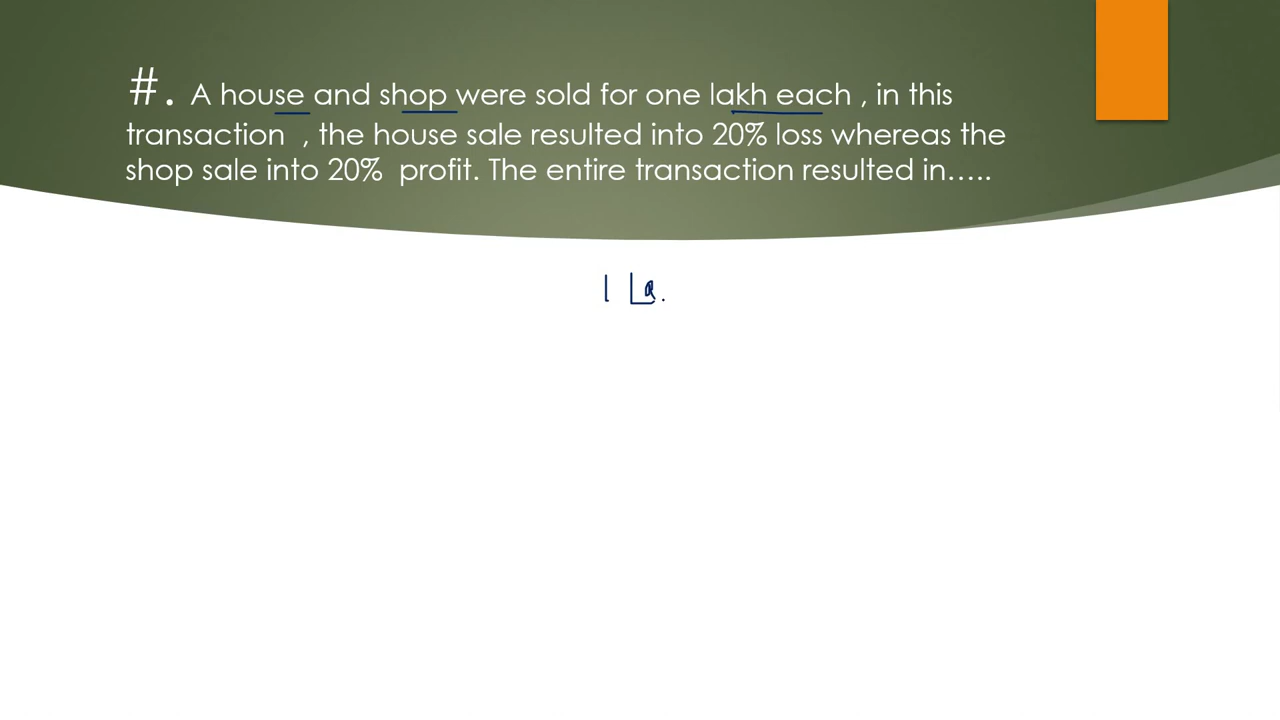 #. A house and shop were sold for one lakh each , in this
transaction , the house sale resulted into 20% loss whereas the
shop sale into 20% profit. The entire transaction resulted in…..
1 La.